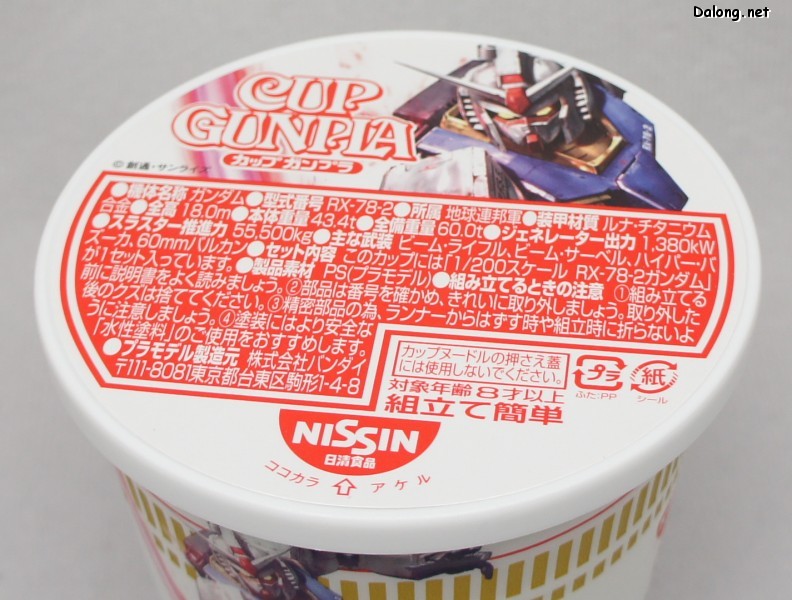 Dalong.net
CUP
GUNPLA
カップ ガンプラ
© 創通・サンライズ
●機体名称 ガンダム●型式番号 RX-78-2●所属 地球連邦軍●装甲材質 ルナ・チタニウム
合金●全高 18.0m●本体重量 43.4t●全備重量 60.0t●ジェネレーター出力 1,380kW
●スラスター推進力 55,500kg●主な武装 ビーム・ライフル、ビーム・サーベル、ハイパー・バ
ズーカ、60mmバルカン●セット内容 このカップには「1/200スケール RX-78-2ガンダム」
が1セット入っています。●製品素材 PS(プラモデル)●組み立てるときの注意 ①組み立てる
前に説明書をよく読みましょう。②部品は番号を確かめ、きれいに取り外しましょう。取り外した
後のクズは捨ててください。③精密部品の為、ランナーからはずす時や組立時に折らないよ
うに注意しましょう。④塗装にはより安全な
「水性塗料」のご使用をおすすめします。
●プラモデル製造元 株式会社バンダイ
〒111-8081東京都台東区駒形1-4-8
カップヌードルの押さえ蓋
には使用しないでください。
対象年齢8才以上
組立て簡単
プラ
ふた:PP
紙
シール
NISSIN
日清食品
ココカラ ⇧ アケル
RX-78-2